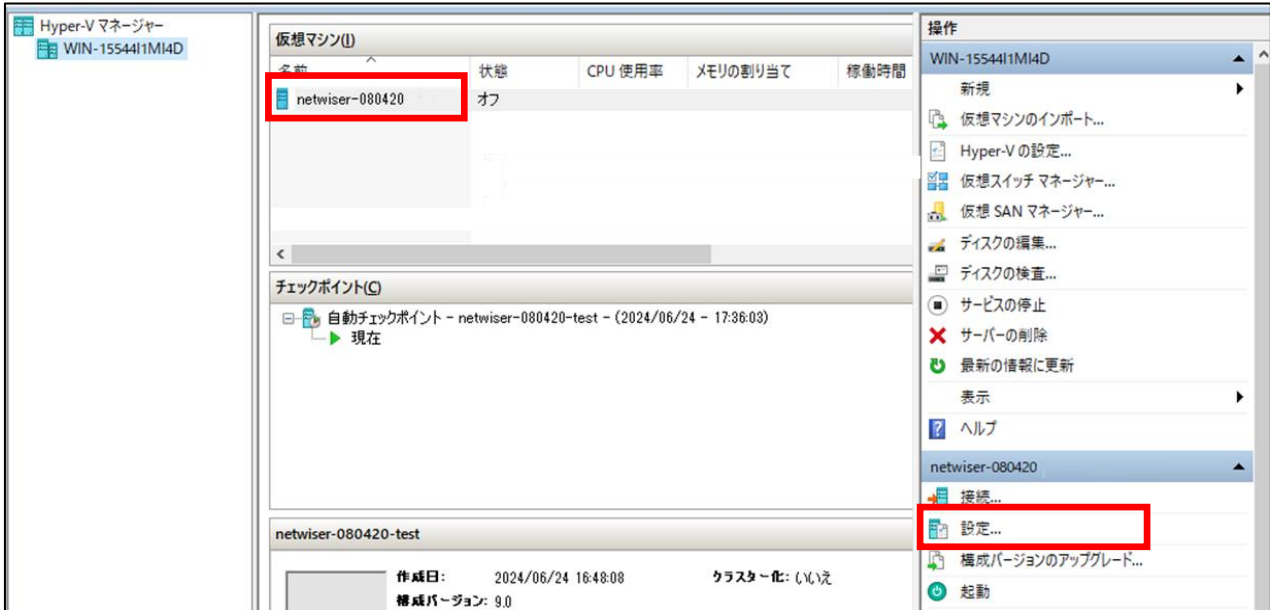 Hyper-V マネージャー
WIN-15544I1MI4D
仮想マシン(I)
名前 状態 CPU 使用率 メモリの割り当て 稼働時間
netwiser-080420 オフ
チェックポイント(C)
自動チェックポイント - netwiser-080420-test - (2024/06/24 - 17:36:03)
現在
netwiser-080420-test
作成日: 2024/06/24 16:48:08 クラスター化: いいえ
構成バージョン: 9.0
操作
WIN-15544I1MI4D
新規
仮想マシンのインポート...
Hyper-V の設定...
仮想スイッチ マネージャー...
仮想 SAN マネージャー...
ディスクの編集...
ディスクの検査...
サービスの停止
サーバーの削除
最新の情報に更新
表示
ヘルプ
netwiser-080420
接続...
設定...
構成バージョンのアップグレード...
起動